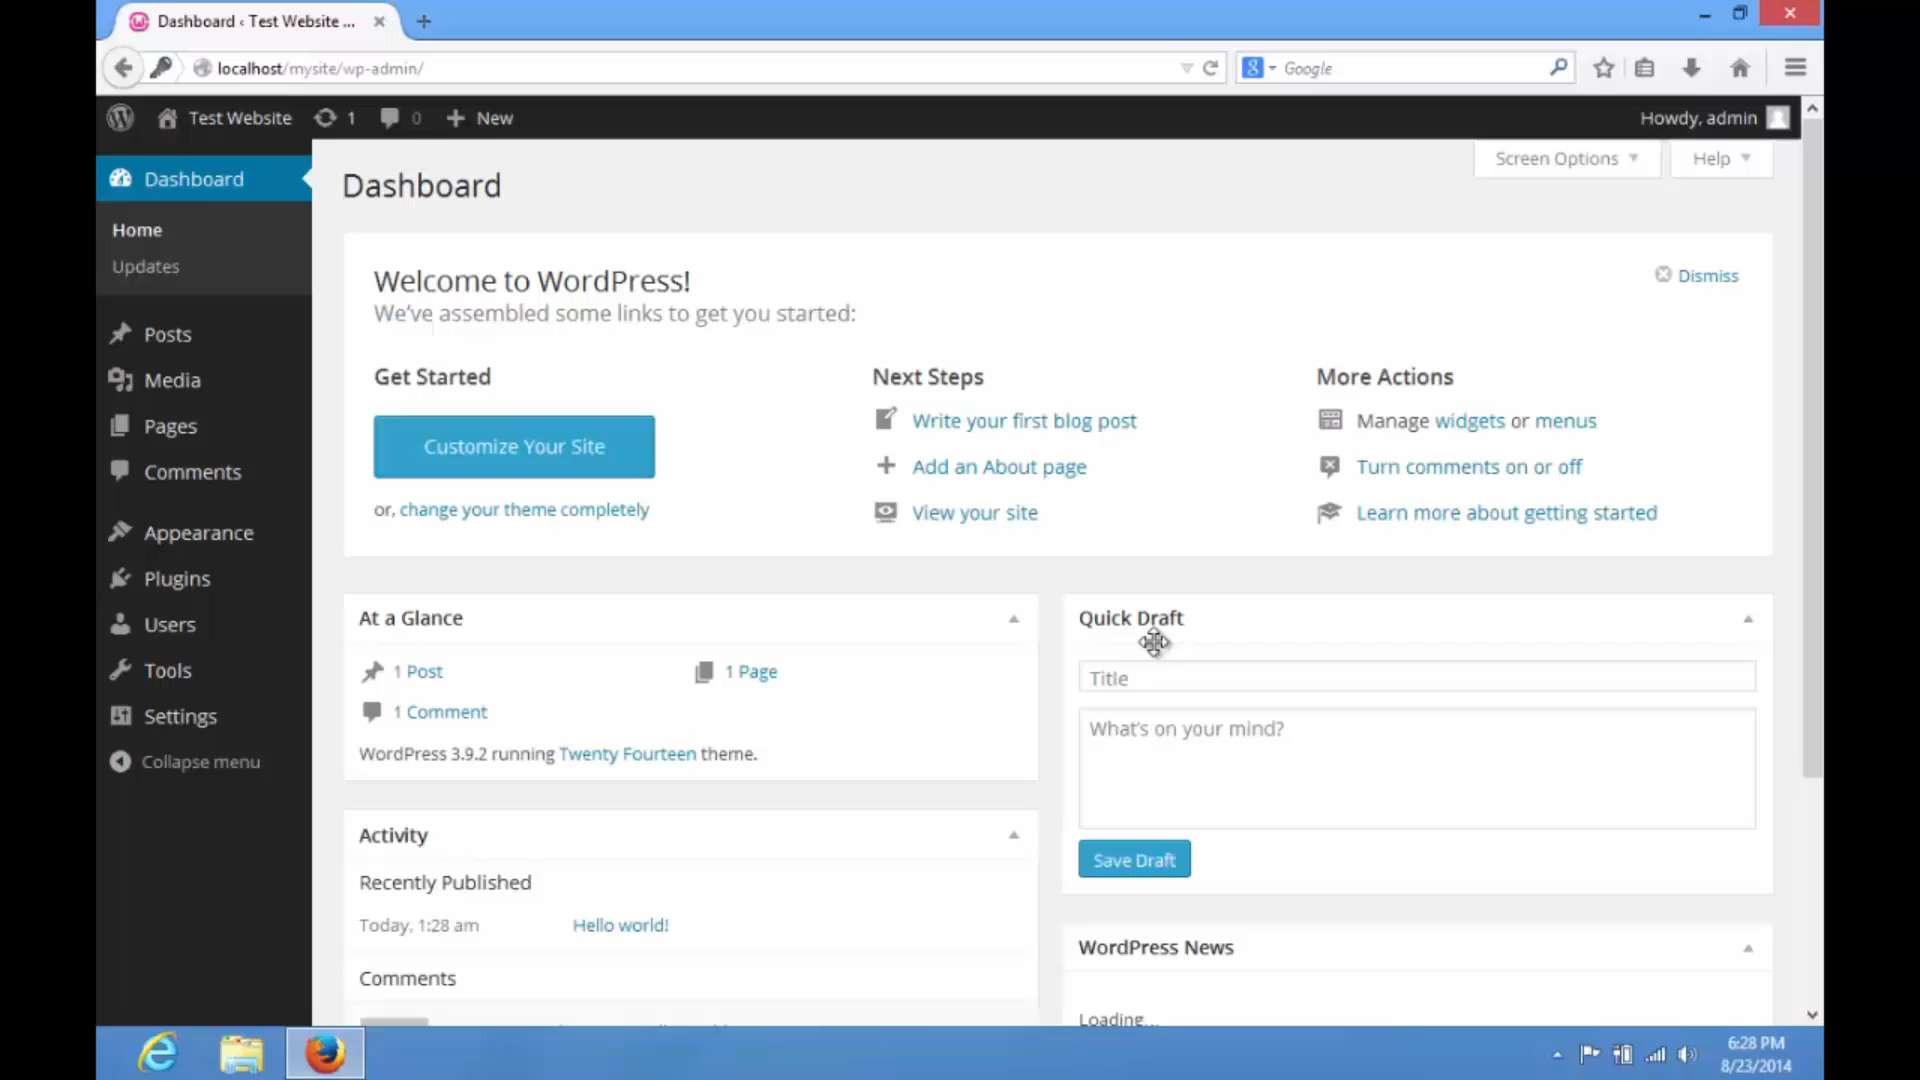 Dashboard ‹ Test Website ...
localhost/mysite/wp-admin/
Google
Test Website 1 0 New
Howdy, admin
Screen Options
Help
Dashboard
Home
Updates
Posts
Media
Pages
Comments
Appearance
Plugins
Users
Tools
Settings
Collapse menu
Dashboard
Welcome to WordPress!
We've assembled some links to get you started:
Dismiss
Get Started
Customize Your Site
or, change your theme completely
Next Steps
Write your first blog post
Add an About page
View your site
More Actions
Manage widgets or menus
Turn comments on or off
Learn more about getting started
At a Glance
1 Post
1 Page
1 Comment
WordPress 3.9.2 running Twenty Fourteen theme.
Activity
Recently Published
Today, 1:28 am
Hello world!
Comments
Quick Draft
Title
What's on your mind?
Save Draft
WordPress News
Loading...
6:28 PM
8/23/2014